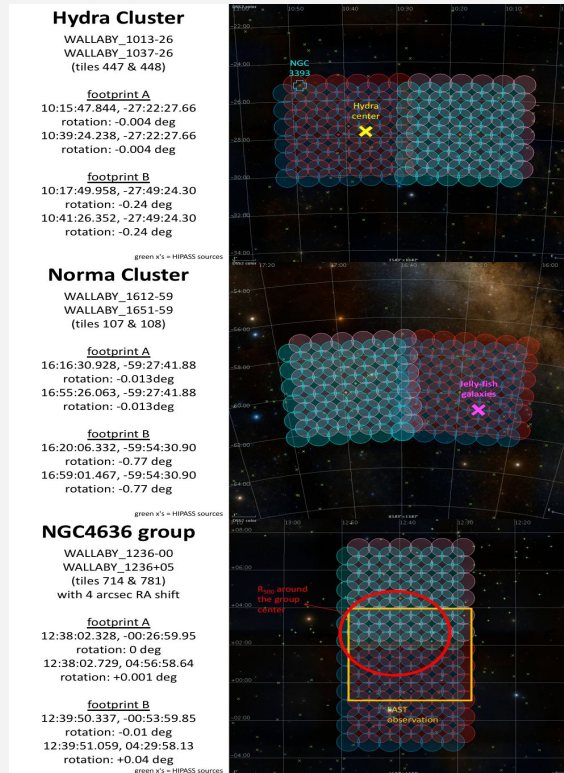 Hydra Cluster
WALLABY_1013-26
WALLABY_1037-26
(tiles 447 & 448)
footprint A
10:15:47.844, -27:22:27.66
rotation: -0.004 deg
10:39:24.238, -27:22:27.66
rotation: -0.004 deg
footprint B
10:17:49.958, -27:49:24.30
rotation: -0.24 deg
10:41:26.352, -27:49:24.30
rotation: -0.24 deg
green x's = HIPASS sources
NGC
3393
Hydra
center
Norma Cluster
WALLABY_1612-59
WALLABY_1651-59
(tiles 107 & 108)
footprint A
16:16:30.928, -59:27:41.88
rotation: -0.013deg
16:55:26.063, -59:27:41.88
rotation: -0.013deg
footprint B
16:20:06.332, -59:54:30.90
rotation: -0.77 deg
16:59:01.467, -59:54:30.90
rotation: -0.77 deg
green x's = HIPASS sources
Jelly-fish
galaxies
NGC4636 group
WALLABY_1236-00
WALLABY_1236+05
(tiles 714 & 781)
with 4 arcsec RA shift
footprint A
12:38:02.328, -00:26:59.95
rotation: 0 deg
12:38:02.729, 04:56:58.64
rotation: +0.001 deg
footprint B
12:39:50.337, -00:53:59.85
rotation: -0.01 deg
12:39:51.059, 04:29:58.13
rotation: +0.04 deg
green x's = HIPASS sources
R500 around
the group
center
FAST
observation